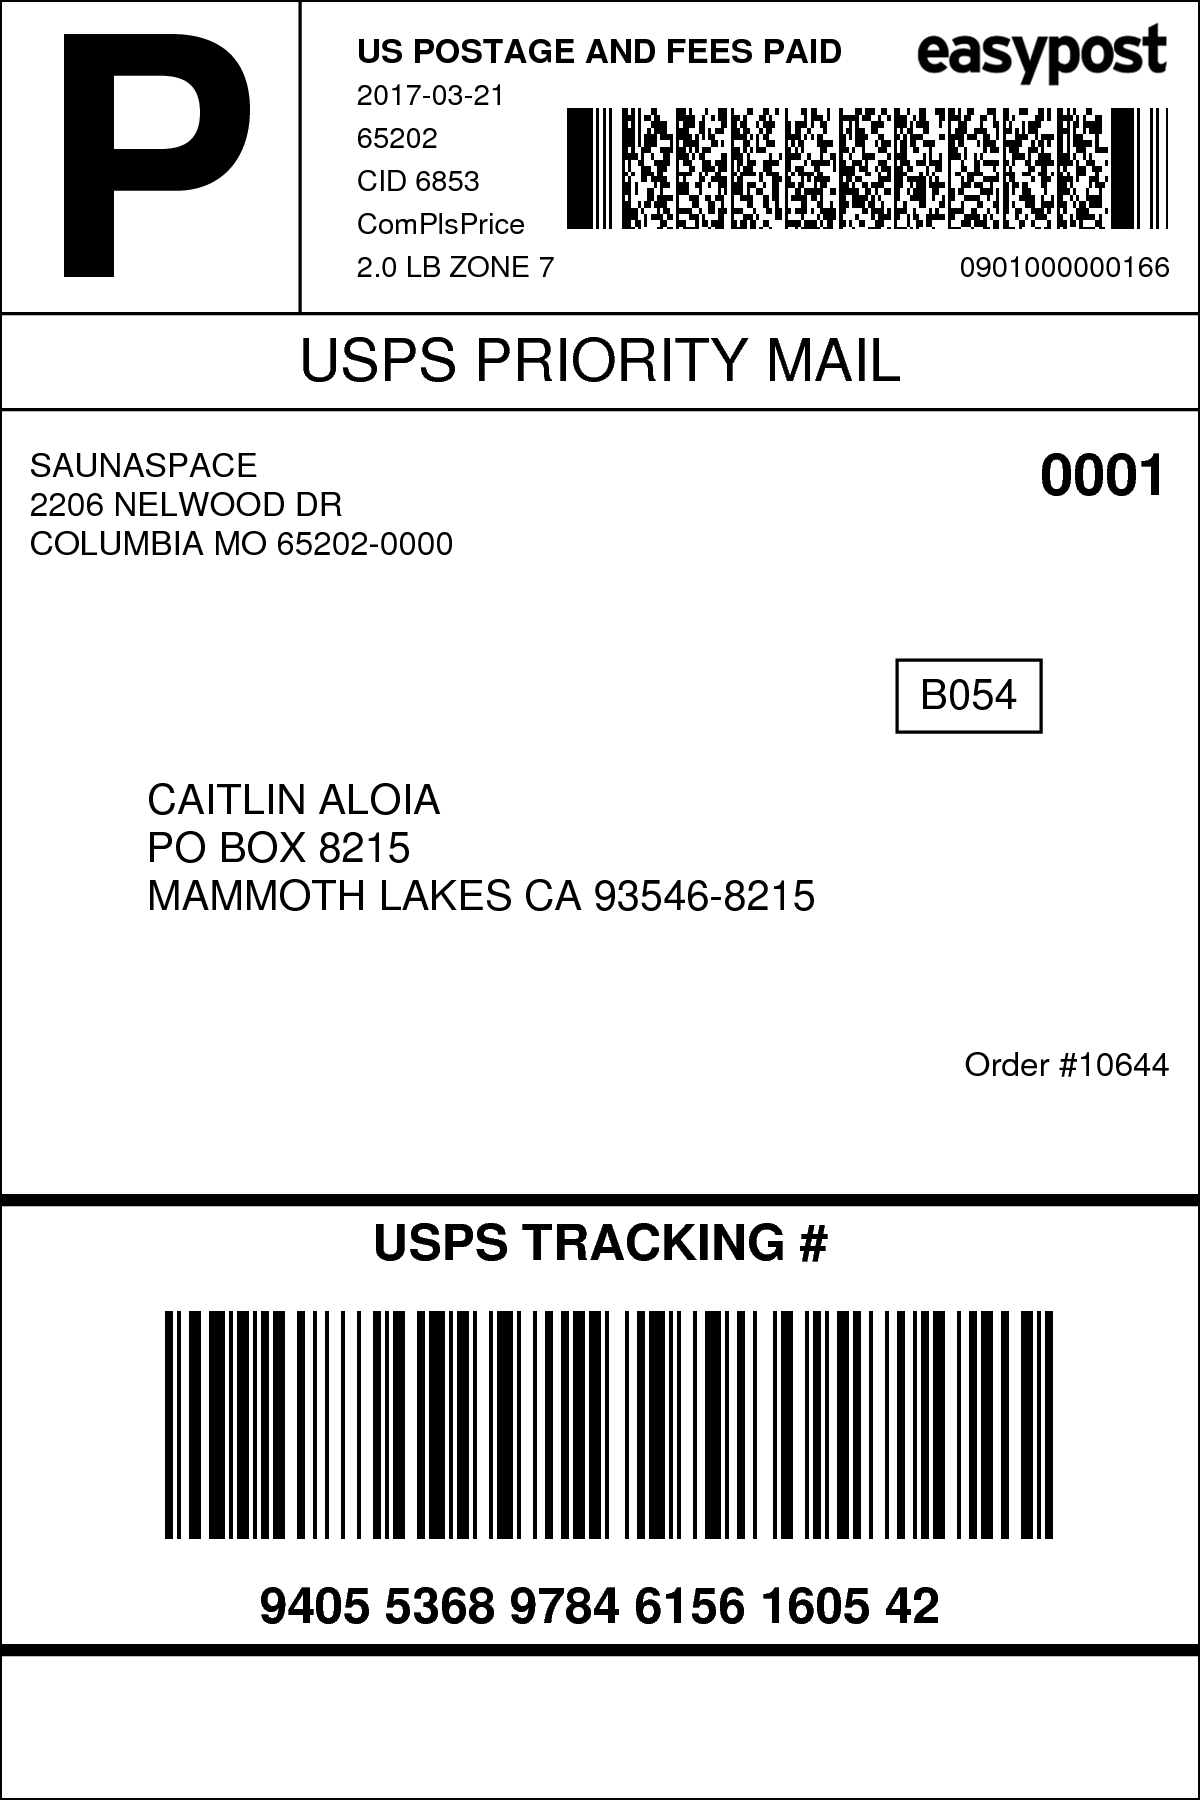 P
US POSTAGE AND FEES PAID
easypost
2017-03-21
65202
CID 6853
ComPlsPrice
2.0 LB ZONE 7
0901000000166
USPS PRIORITY MAIL
SAUNASPACE
2206 NELWOOD DR
COLUMBIA MO 65202-0000
0001
B054
CAITLIN ALOIA
PO BOX 8215
MAMMOTH LAKES CA 93546-8215
Order #10644
USPS TRACKING #
9405 5368 9784 6156 1605 42